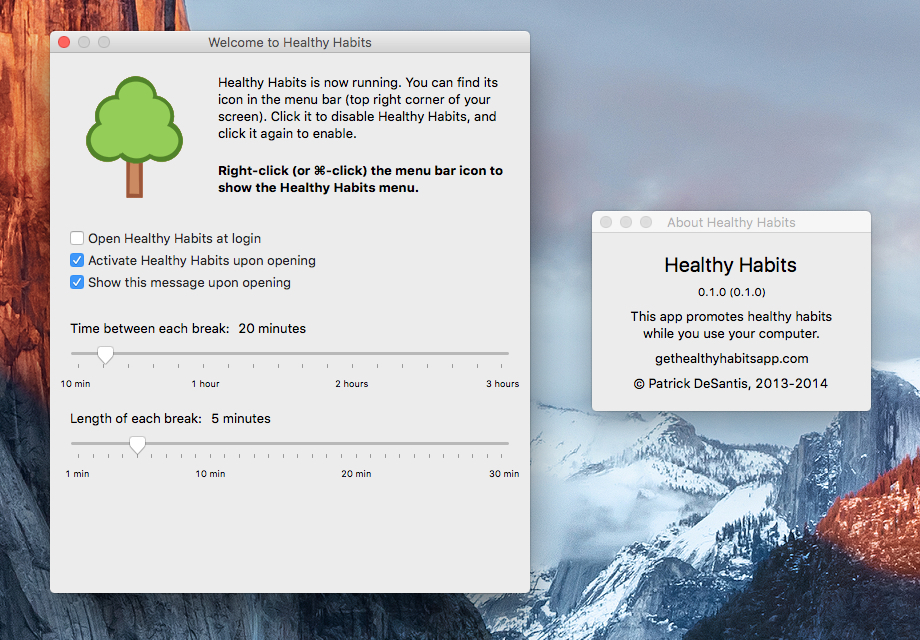 Welcome to Healthy Habits
Healthy Habits is now running. You can find its
icon in the menu bar (top right corner of your
screen). Click it to disable Healthy Habits, and
click it again to enable.
Right-click (or ⌘-click) the menu bar icon to
show the Healthy Habits menu.
Open Healthy Habits at login
Activate Healthy Habits upon opening
Show this message upon opening
Time between each break: 20 minutes
10 min 1 hour 2 hours 3 hours
Length of each break: 5 minutes
1 min 10 min 20 min 30 min
About Healthy Habits
Healthy Habits
0.1.0 (0.1.0)
This app promotes healthy habits
while you use your computer.
gethealthyhabitsapp.com
© Patrick DeSantis, 2013-2014